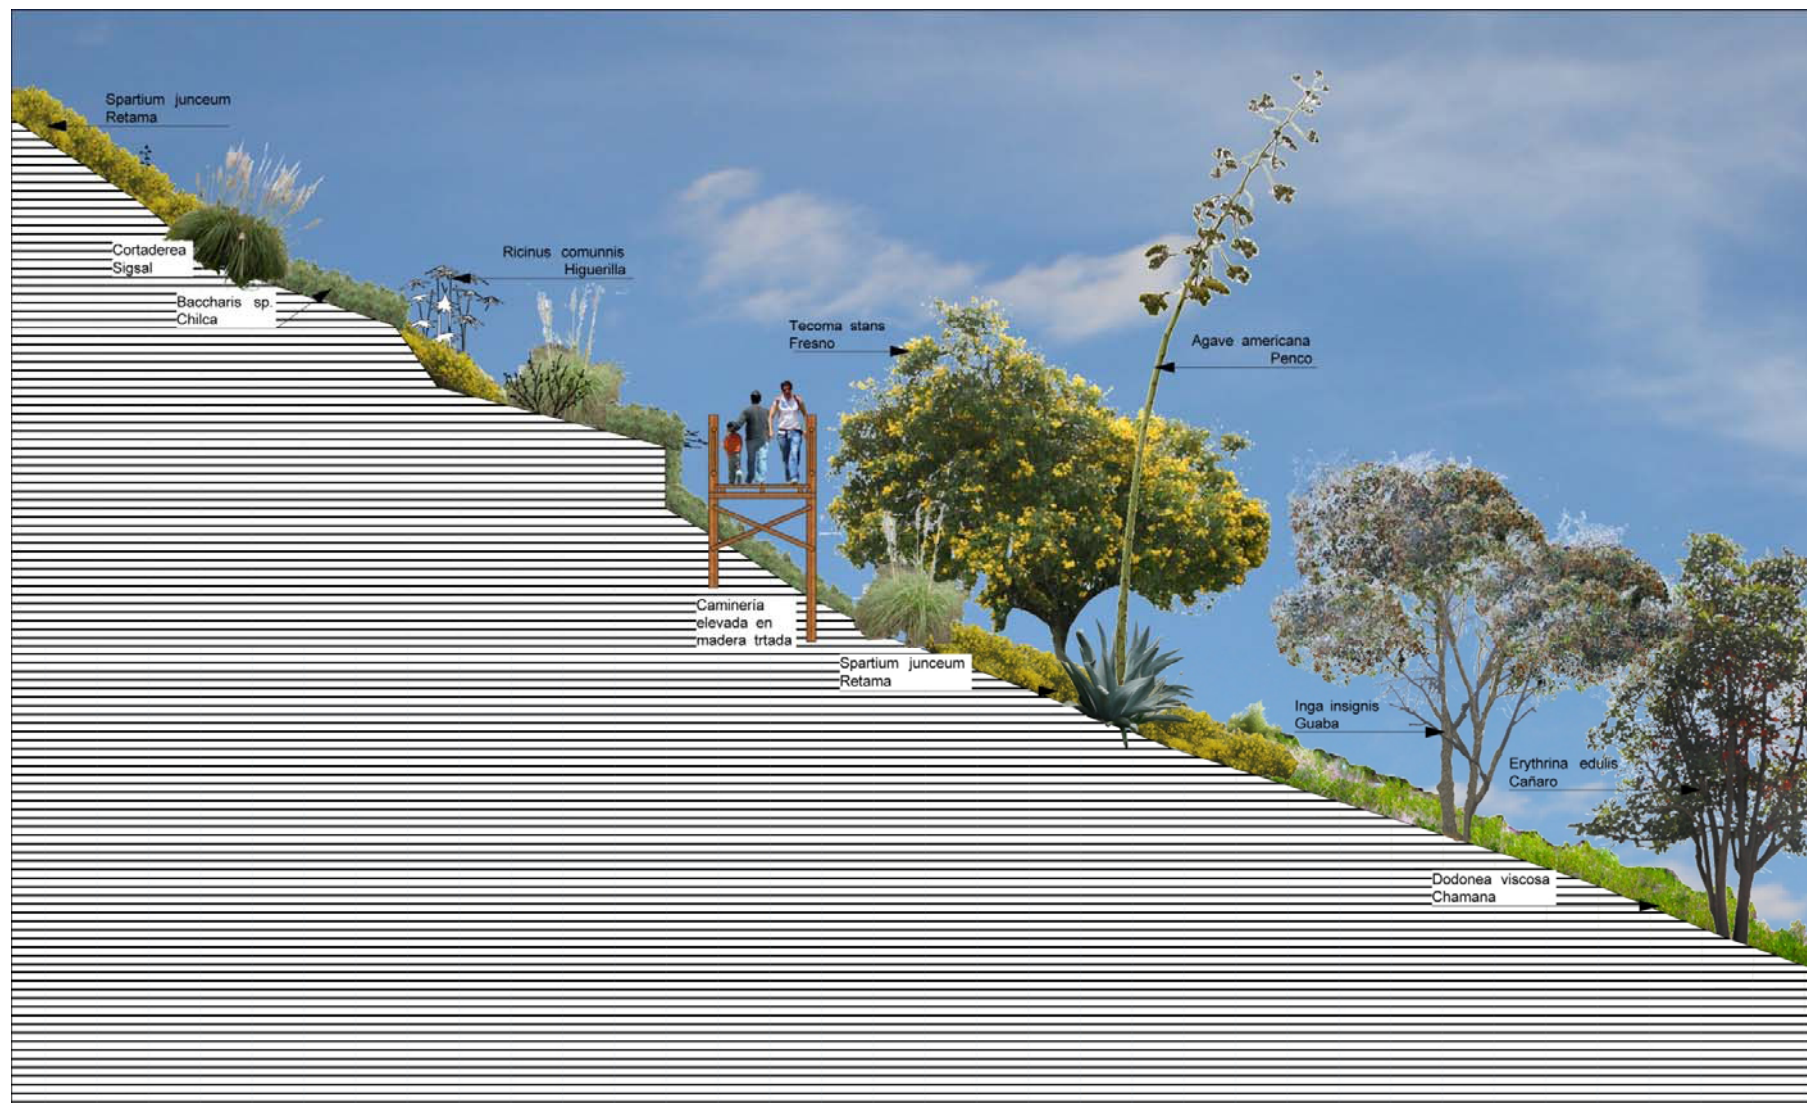 Spartium junceum
Retama
Cortaderea
Sigsal
Baccharis sp.
Chilca
Ricinus comunnis
Higuerilla
Tecoma stans
Fresno
Agave americana
Penco
Caminería
elevada en
madera trtada
Spartium junceum
Retama
Inga insignis
Guaba
Erythrina edulis
Cañaro
Dodonea viscosa
Chamana